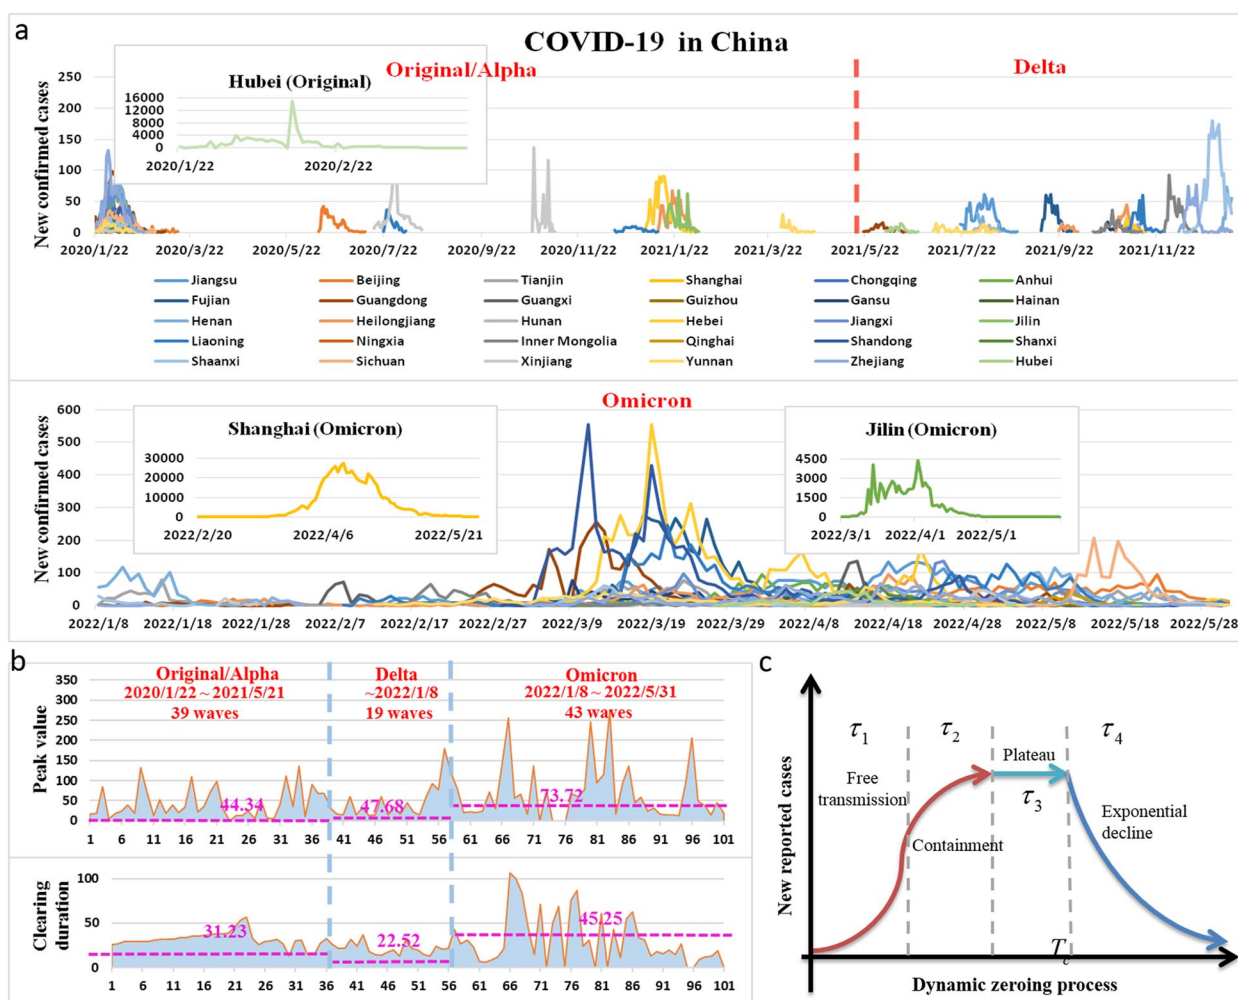 a
COVID-19 in China
Original/Alpha
Delta
Hubei (Original)
16000
12000
8000
4000
0
2020/1/22 2020/2/22
New confirmed cases
250
200
150
100
50
0
2020/1/22 2020/3/22 2020/5/22 2020/7/22 2020/9/22 2020/11/22 2021/1/22 2021/3/22 2021/5/22 2021/7/22 2021/9/22 2021/11/22
Jiangsu Beijing Tianjin Shanghai Chongqing Anhui
Fujian Guangdong Guangxi Guizhou Gansu Hainan
Henan Heilongjiang Hunan Hebei Jiangxi Jilin
Liaoning Ningxia Inner Mongolia Qinghai Shandong Shanxi
Shaanxi Sichuan Xinjiang Yunnan Zhejiang Hubei
Omicron
New confirmed cases
600
500
400
300
200
100
0
Shanghai (Omicron)
30000
20000
10000
0
2022/2/20 2022/4/6 2022/5/21
Jilin (Omicron)
4500
3000
1500
0
2022/3/1 2022/4/1 2022/5/1
2022/1/8 2022/1/18 2022/1/28 2022/2/7 2022/2/17 2022/2/27 2022/3/9 2022/3/19 2022/3/29 2022/4/8 2022/4/18 2022/4/28 2022/5/8 2022/5/18 2022/5/28
b
Original/Alpha
2020/1/22 ~ 2021/5/21
39 waves
Delta
~2022/1/8
19 waves
Omicron
2022/1/8 ~ 2022/5/31
43 waves
Peak value
350
300
250
200
150
100
50
0
44.34
47.68
73.72
1 6 11 16 21 26 31 36 41 46 51 56 61 66 71 76 81 86 91 96 101
Clearing
duration
100
50
0
31.23
22.52
45.25
1 6 11 16 21 26 31 36 41 46 51 56 61 66 71 76 81 86 91 96 101
c
New reported cases
τ1
τ2
τ3
τ4
Free
transmission
Containment
Plateau
Exponential
decline
Tc
Dynamic zeroing process